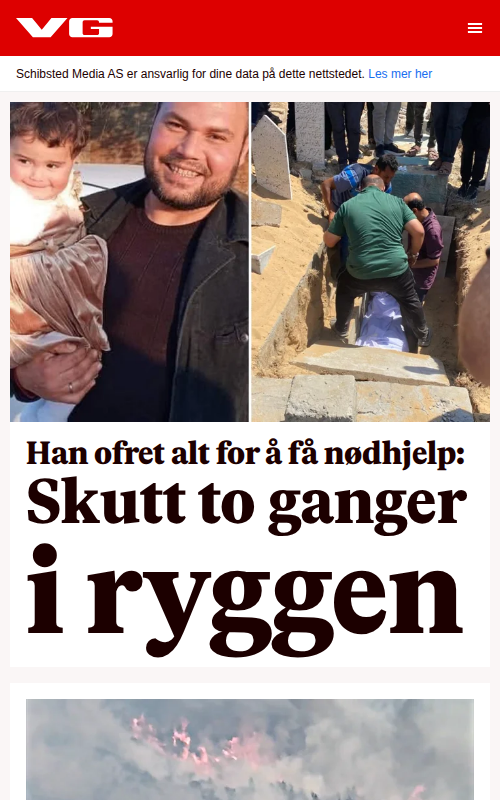 VG
Schibsted Media AS er ansvarlig for dine data på dette nettstedet. Les mer her
Han ofret alt for å få nødhjelp:
Skutt to ganger
i ryggen